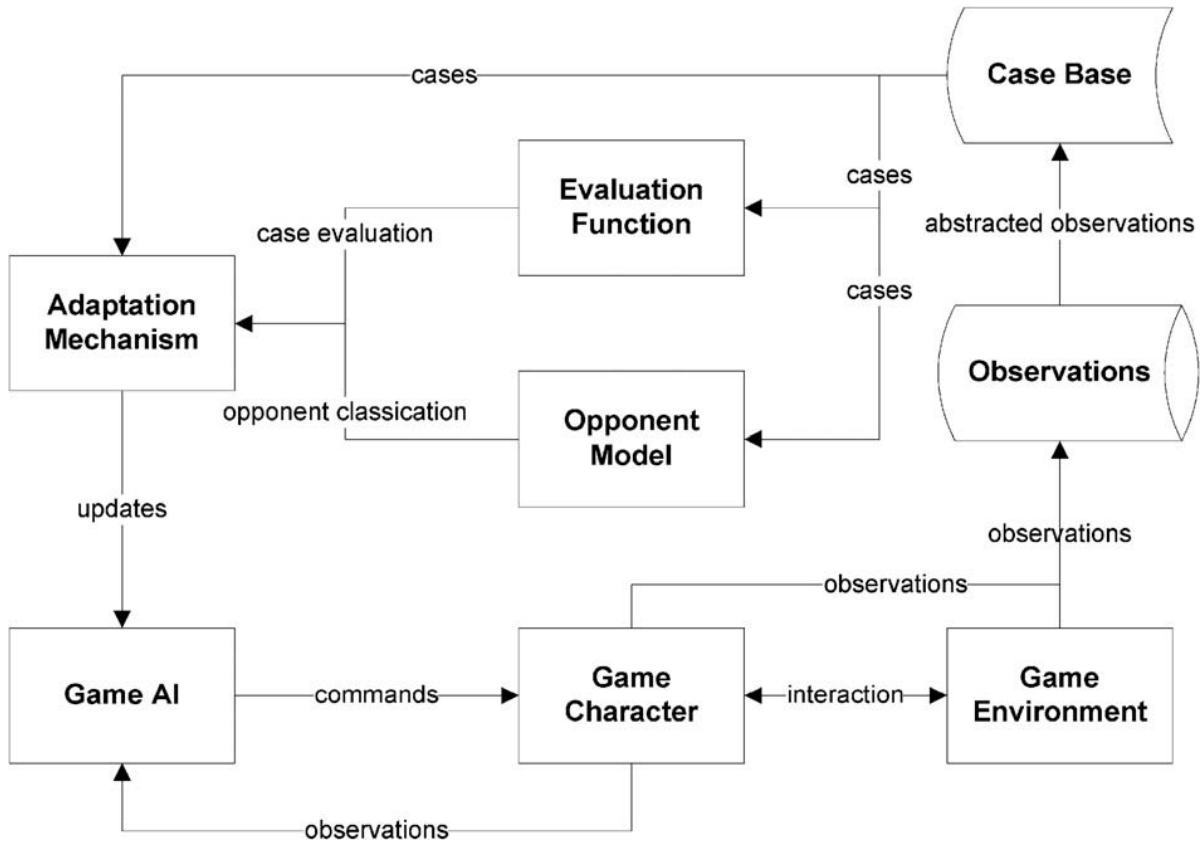 cases
Case Base
Evaluation
Function
cases
abstracted observations
case evaluation
cases
Adaptation
Mechanism
Observations
opponent classication
Opponent
Model
updates
observations
observations
Game AI
commands
Game
Character
interaction
Game
Environment
observations